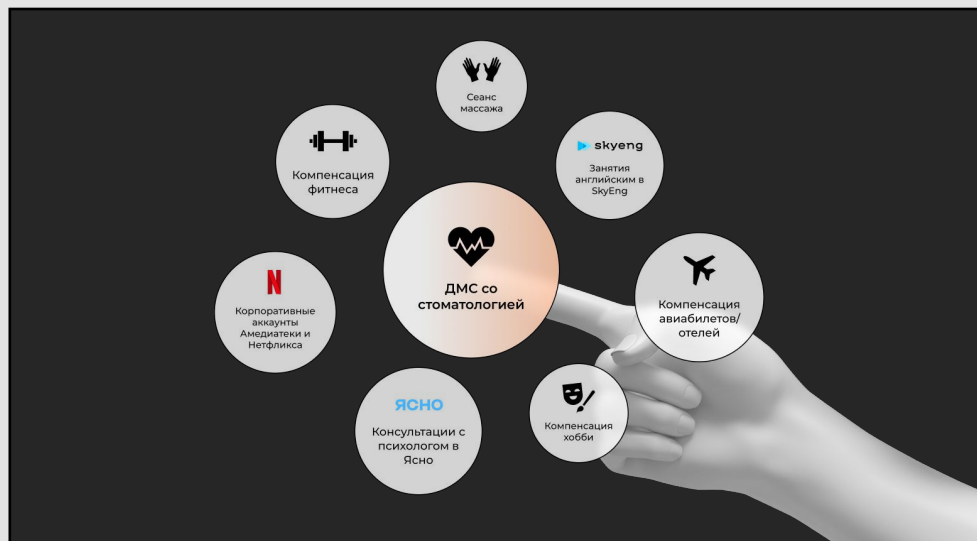 Сеанс
массажа
Компенсация
фитнеса
skyeng
Занятия
английским в
SkyEng
ДМС со
стоматологией
Компенсация
авиабилетов/
отелей
N
Корпоративные
аккаунты
Амедиатеки и
Нетфликса
ЯСНО
Консультации с
психологом в
Ясно
Компенсация
хобби